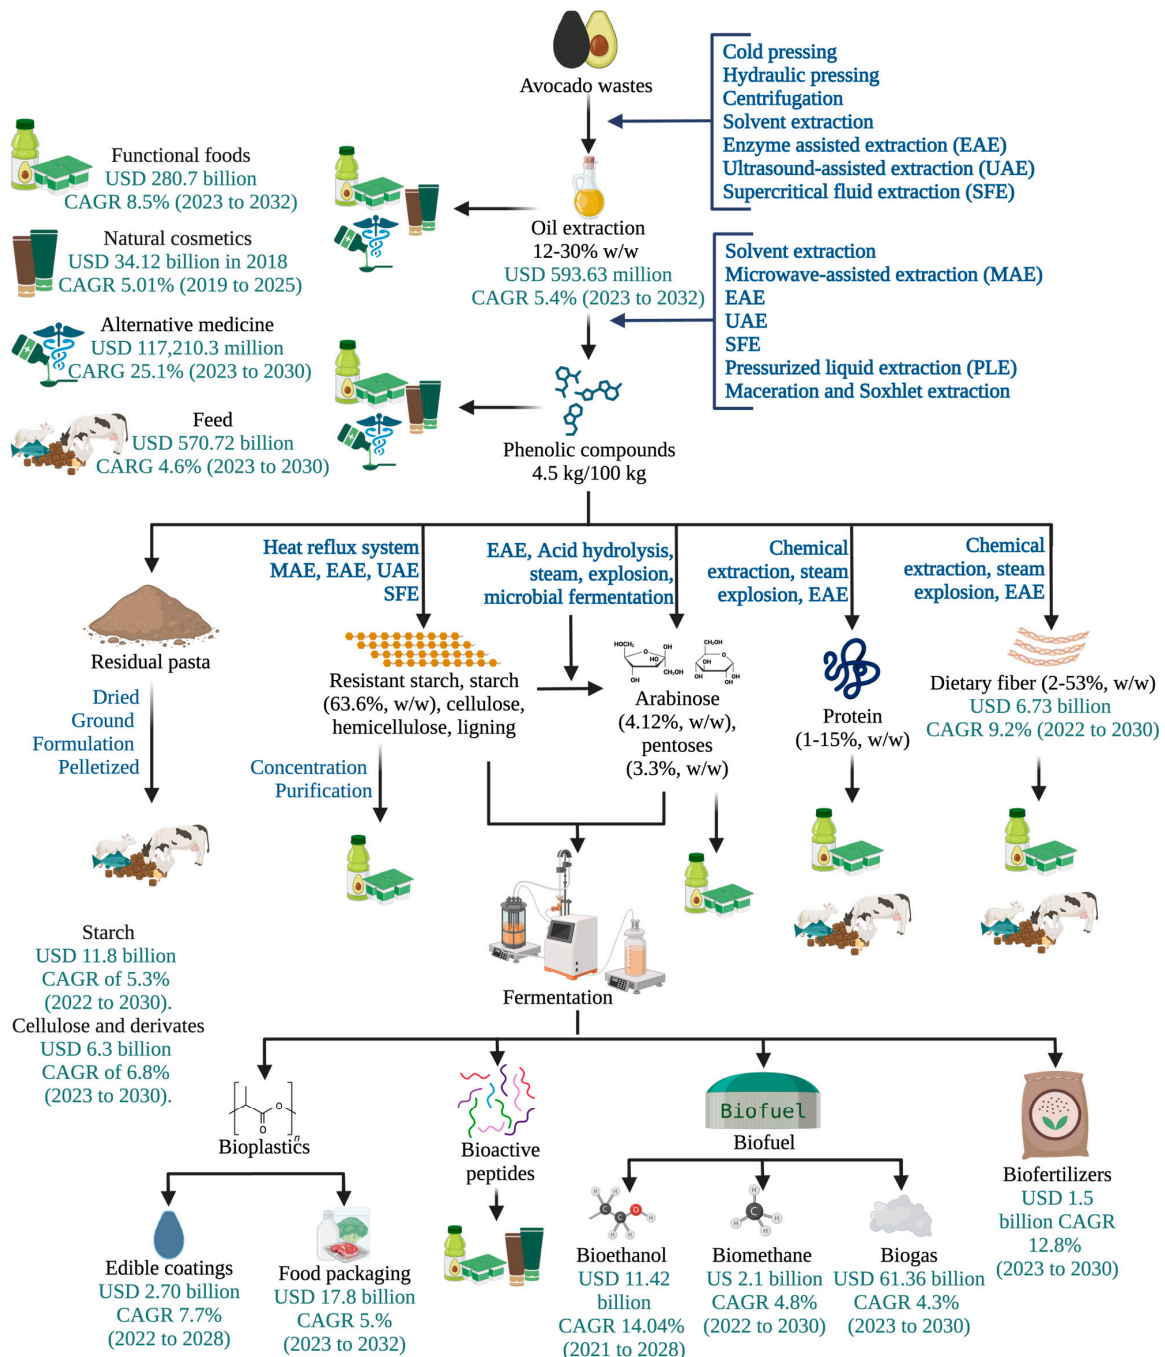 Avocado wastes
Cold pressing
Hydraulic pressing
Centrifugation
Solvent extraction
Enzyme assisted extraction (EAE)
Ultrasound-assisted extraction (UAE)
Supercritical fluid extraction (SFE)
Functional foods
USD 280.7 billion
CAGR 8.5% (2023 to 2032)
Natural cosmetics
USD 34.12 billion in 2018
CAGR 5.01% (2019 to 2025)
Alternative medicine
USD 117,210.3 million
CARG 25.1% (2023 to 2030)
Feed
USD 570.72 billion
CARG 4.6% (2023 to 2030)
Oil extraction
12-30% w/w
USD 593.63 million
CAGR 5.4% (2023 to 2032)
Solvent extraction
Microwave-assisted extraction (MAE)
EAE
UAE
SFE
Pressurized liquid extraction (PLE)
Maceration and Soxhlet extraction
Phenolic compounds
4.5 kg/100 kg
Heat reflux system
MAE, EAE, UAE
SFE
EAE, Acid hydrolysis,
steam, explosion,
microbial fermentation
Chemical
extraction, steam
explosion, EAE
Chemical
extraction, steam
explosion, EAE
Residual pasta
Dried
Ground
Formulation
Pelletized
Resistant starch, starch
(63.6%, w/w), cellulose,
hemicellulose, ligning
Concentration
Purification
HOH₂C
O
OH
HO
CH₂OH
OH
CH₂OH
O
OH
OH
OH
OH
Arabinose
(4.12%, w/w),
pentoses
(3.3%, w/w)
Protein
(1-15%, w/w)
Dietary fiber (2-53%, w/w)
USD 6.73 billion
CAGR 9.2% (2022 to 2030)
Starch
USD 11.8 billion
CAGR of 5.3%
(2022 to 2030).
Cellulose and derivates
USD 6.3 billion
CAGR of 6.8%
(2023 to 2030).
Fermentation
O
O
n
Bioplastics
Bioactive
peptides
Biofuel
Biofuel
Biofertilizers
USD 1.5
billion CAGR
12.8%
(2023 to 2030)
Edible coatings
USD 2.70 billion
CAGR 7.7%
(2022 to 2028)
Food packaging
USD 17.8 billion
CAGR 5.%
(2023 to 2032)
H
H
C
C
O
H
H
H
Bioethanol
USD 11.42
billion
CAGR 14.04%
(2021 to 2028)
H
C
H
H
H
Biomethane
US 2.1 billion
CAGR 4.8%
(2022 to 2030)
Biogas
USD 61.36 billion
CAGR 4.3%
(2023 to 2030)